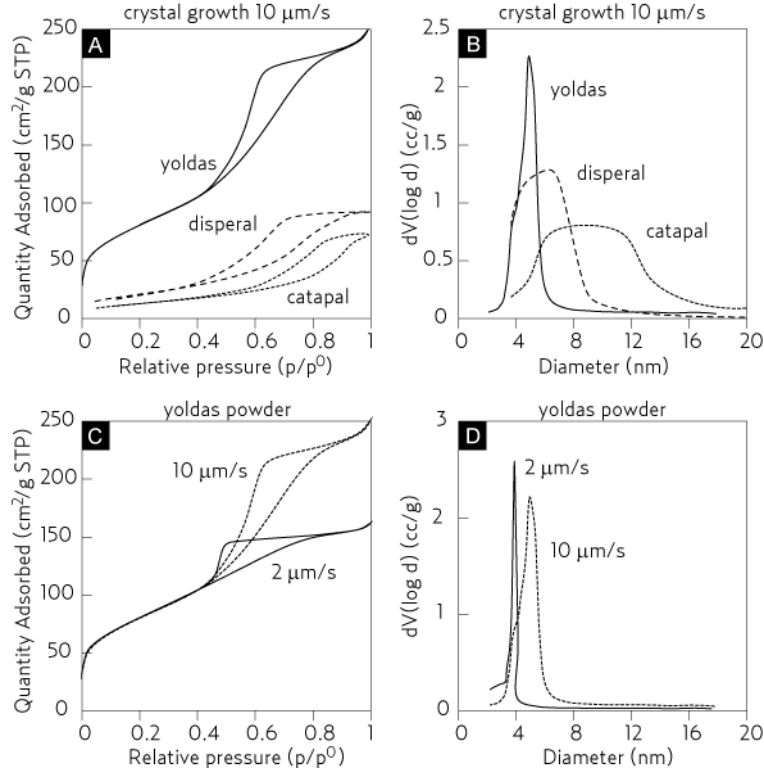 crystal growth 10 μm/s
A
Quantity Adsorbed (cm²/g STP)
250
200
150
100
50
0
yoldas
disperal
catapal
0 0.2 0.4 0.6 0.8 1
Relative pressure (p/p⁰)
crystal growth 10 μm/s
B
dV(log d) (cc/g)
2.5
2
1.5
1
0.5
0
yoldas
disperal
catapal
0 4 8 12 16 20
Diameter (nm)
yoldas powder
C
Quantity Adsorbed (cm²/g STP)
250
200
150
100
50
0
10 μm/s
2 μm/s
0 0.2 0.4 0.6 0.8 1
Relative pressure (p/p⁰)
yoldas powder
D
dV(log d) (cc/g)
3
2
1
0
2 μm/s
10 μm/s
0 4 8 12 16 20
Diameter (nm)